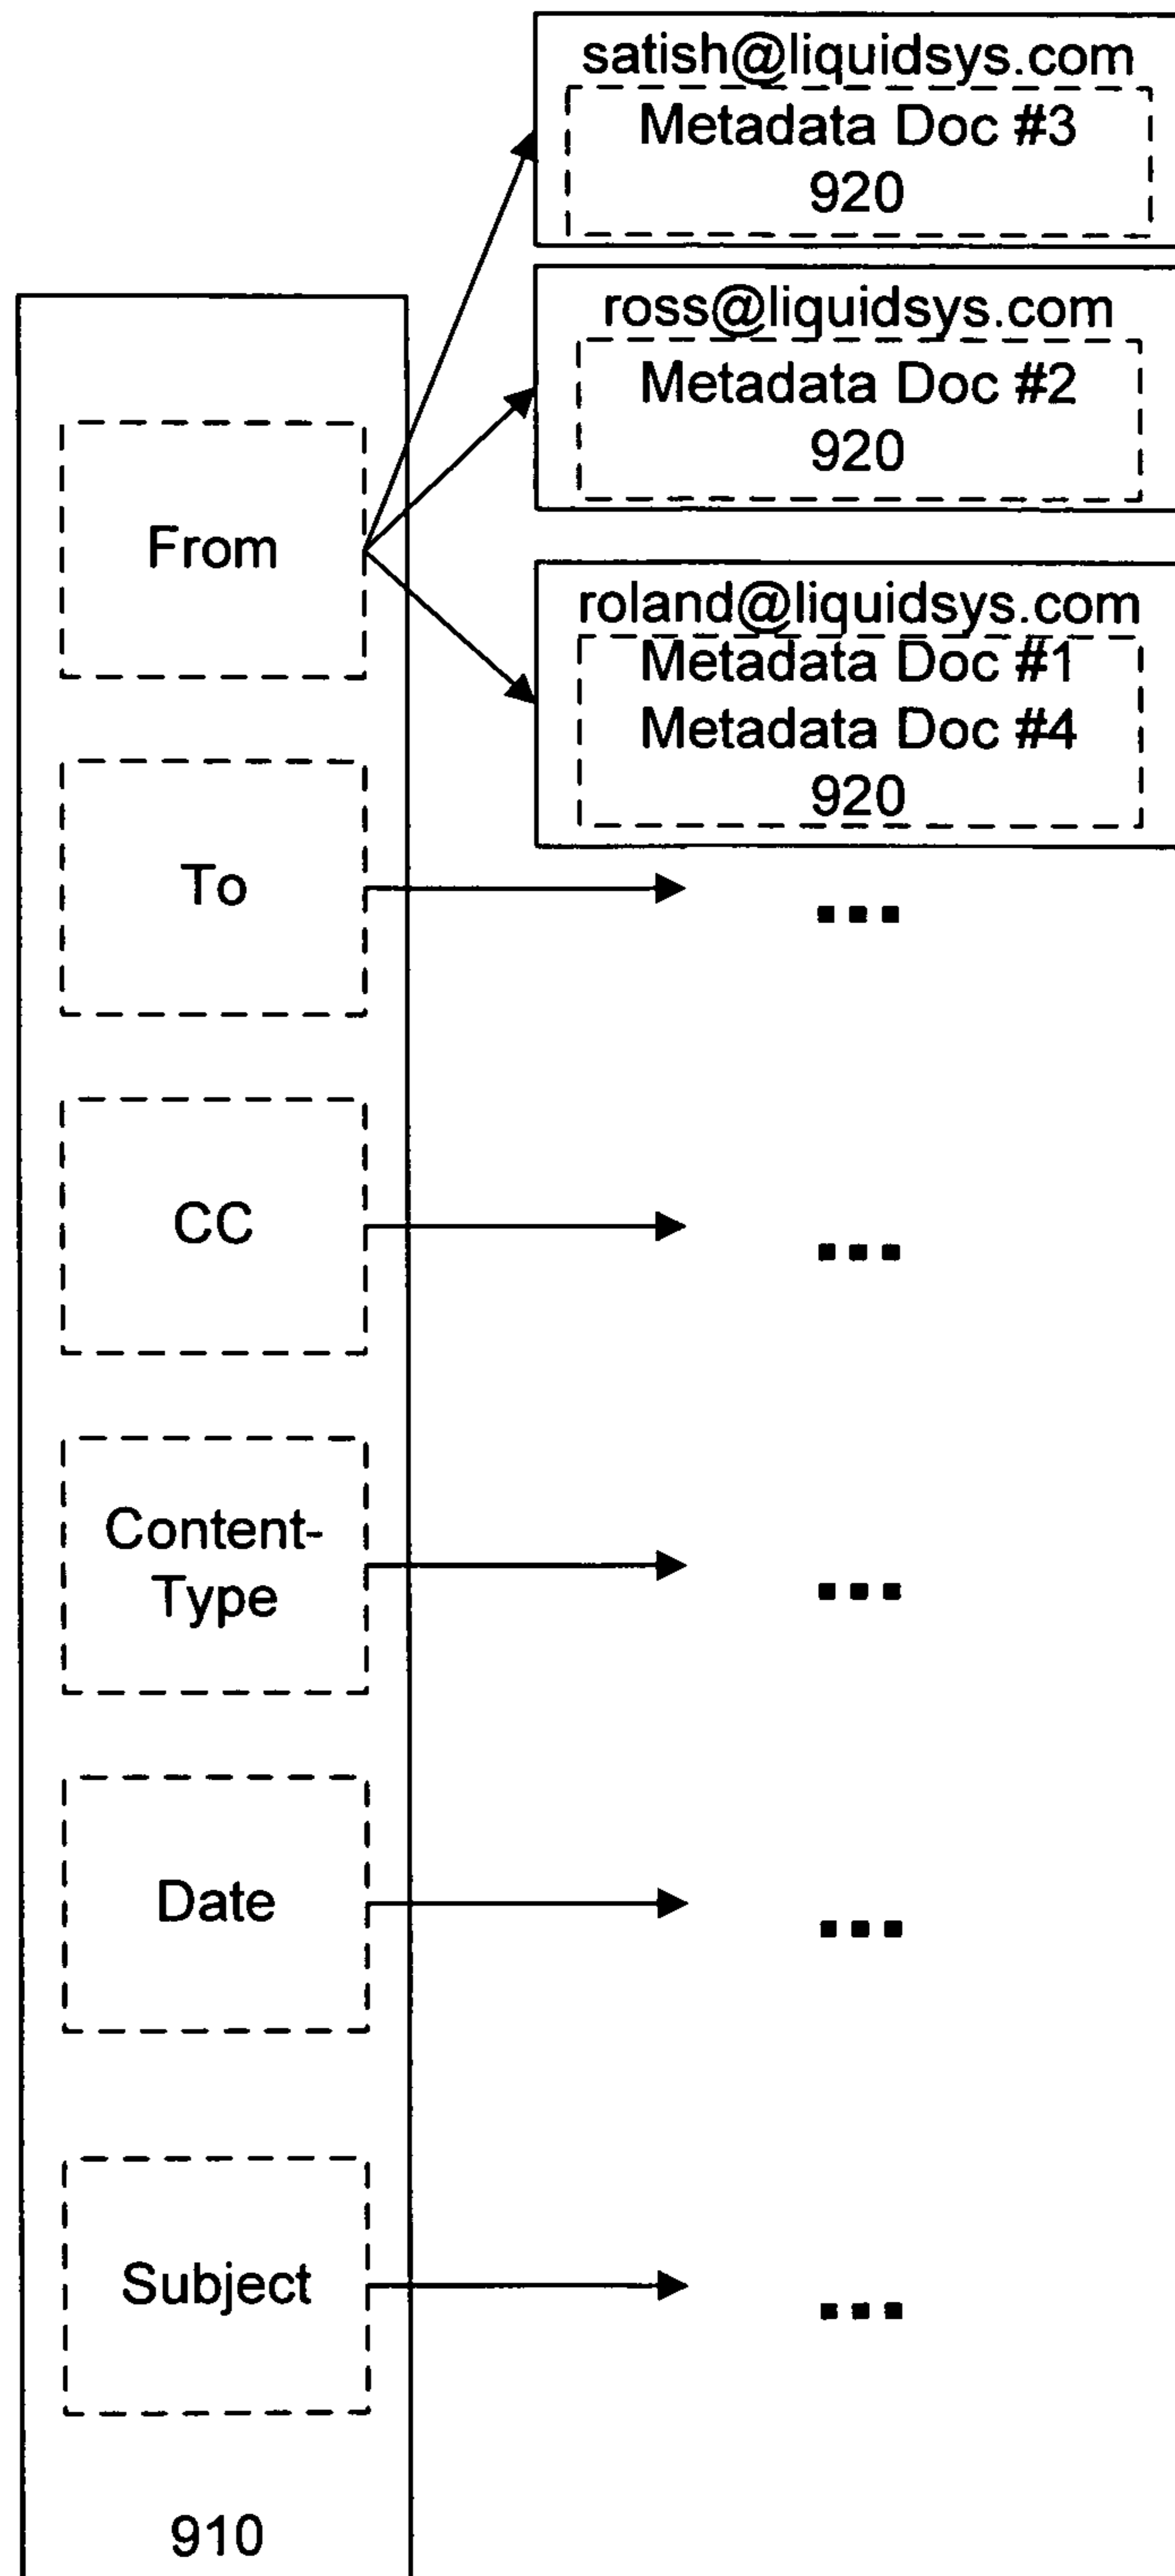 satish@liquidsys.com
Metadata Doc #3
920
ross@liquidsys.com
Metadata Doc #2
920
From
roland@liquidsys.com
Metadata Doc #1
Metadata Doc #4
920
To
...
CC
...
Content-
Type
...
Date
...
Subject
...
910